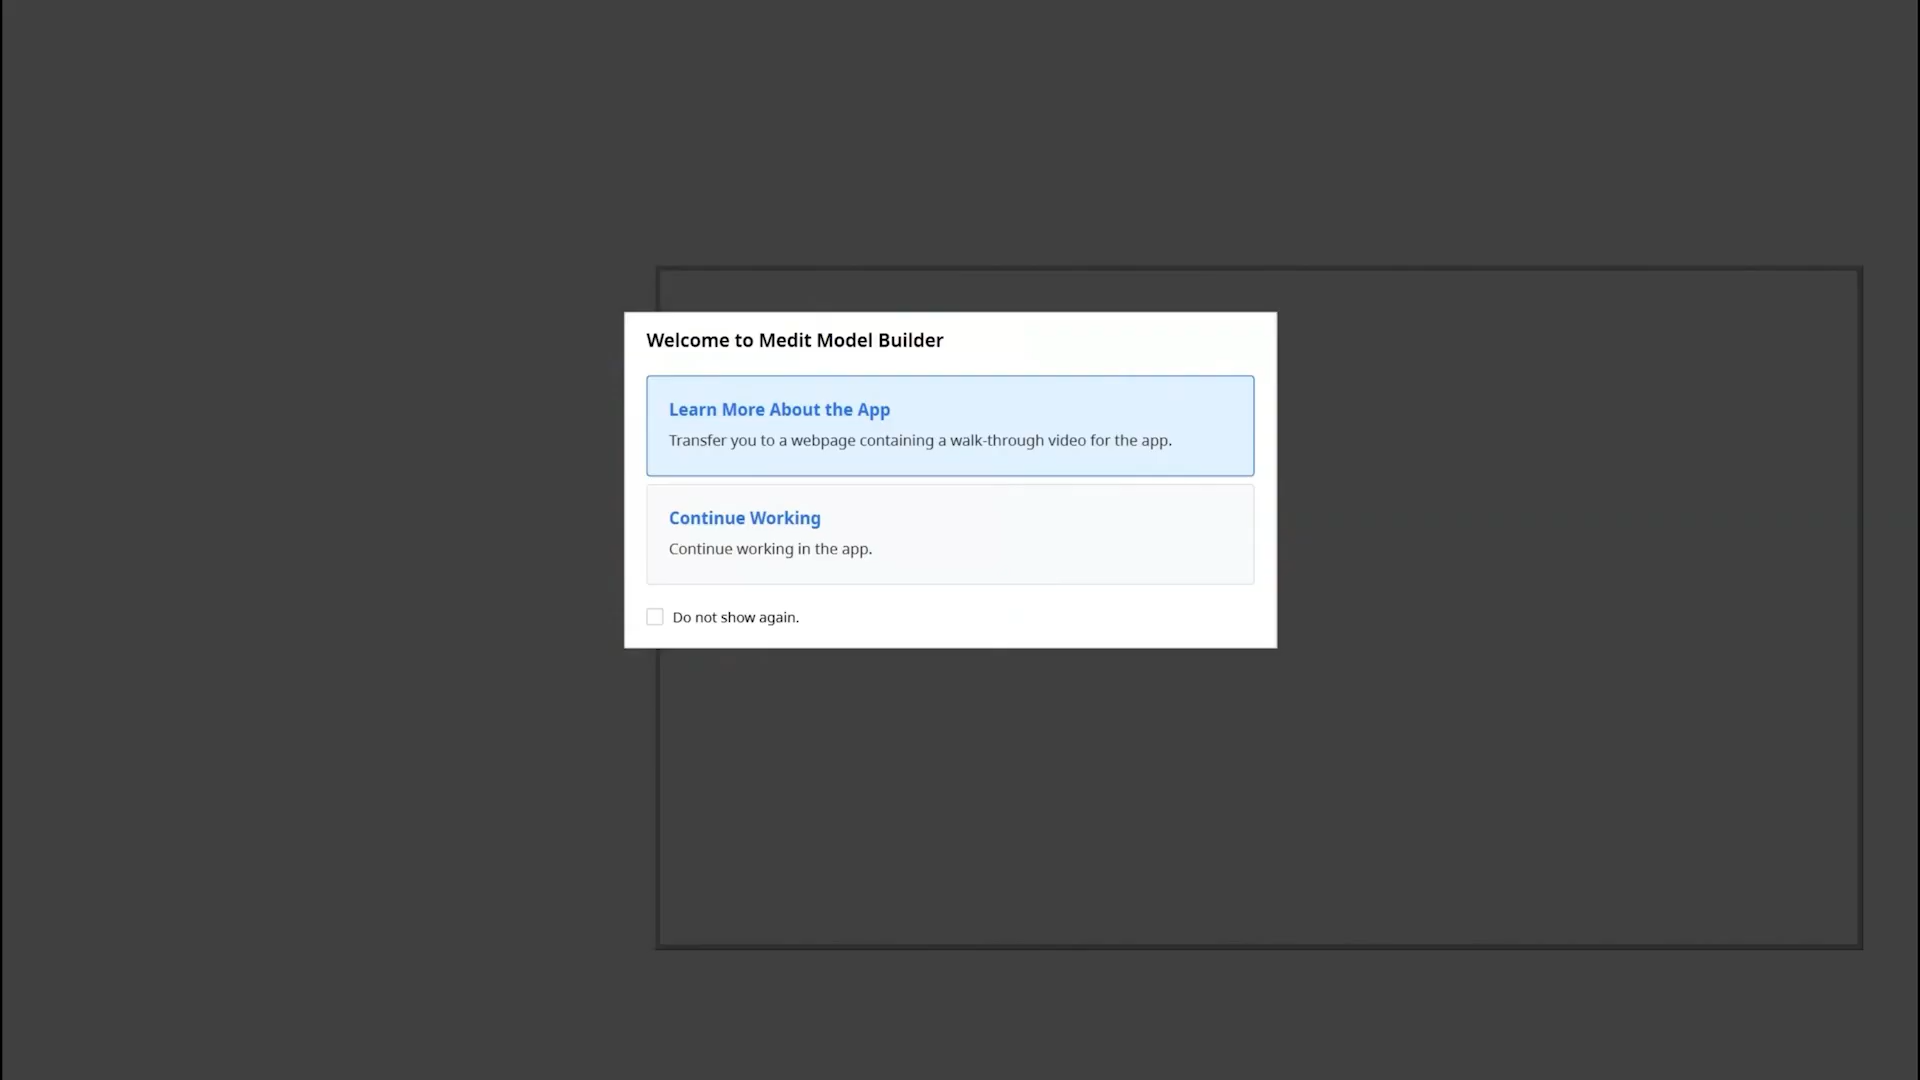 Welcome to Medit Model Builder
Learn More About the App
Transfer you to a webpage containing a walk-through video for the app.
Continue Working
Continue working in the app.
Do not show again.